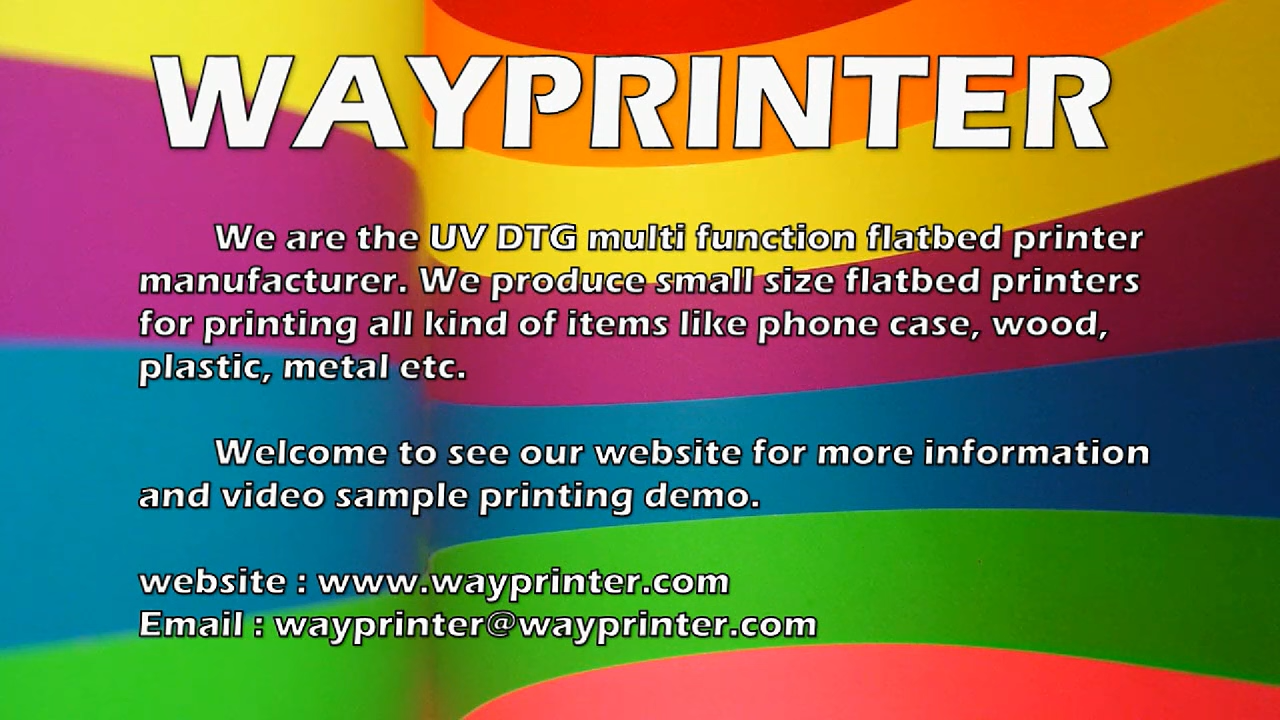 WAYPRINTER
We are the UV DTG multi function flatbed printer
manufacturer. We produce small size flatbed printers
for printing all kind of items like phone case, wood,
plastic, metal etc.
Welcome to see our website for more information
and video sample printing demo.
website : www.wayprinter.com
Email : wayprinter@wayprinter.com